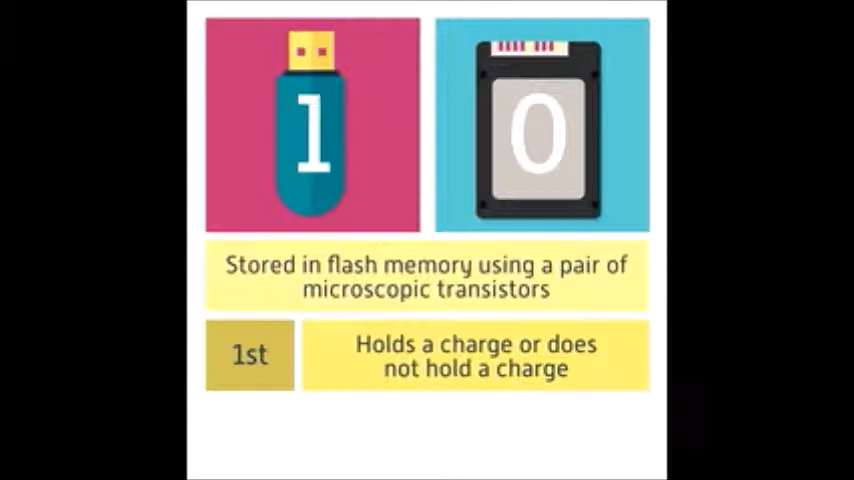 1
0
Stored in flash memory using a pair of
microscopic transistors
1st
Holds a charge or does
not hold a charge